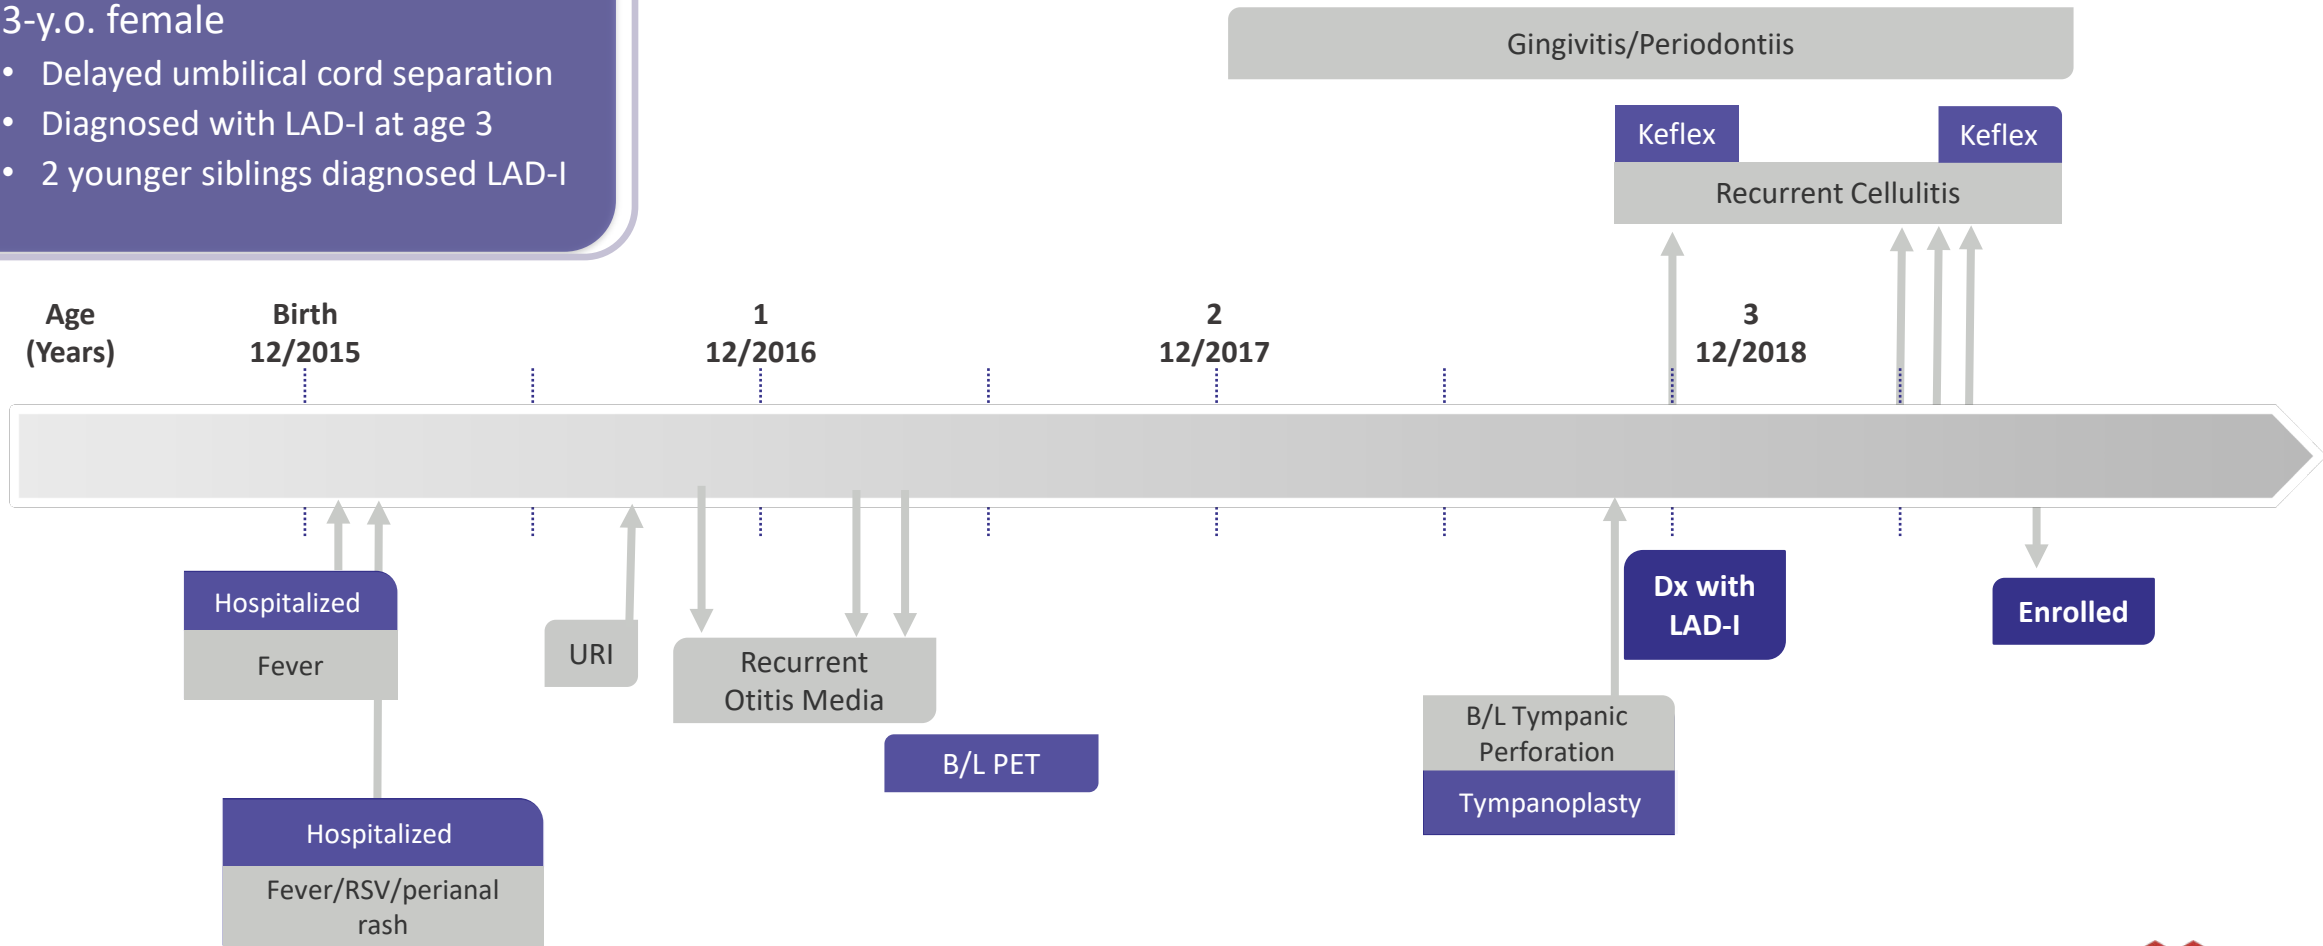 3-y.o. female
• Delayed umbilical cord separation
• Diagnosed with LAD-I at age 3
• 2 younger siblings diagnosed LAD-I
Gingivitis/Periodontiis
Keflex
Keflex
Recurrent Cellulitis
Age
(Years)
Birth
12/2015
1
12/2016
2
12/2017
3
12/2018
Hospitalized
Fever
Hospitalized
Fever/RSV/perianal
rash
URI
Recurrent
Otitis Media
B/L PET
B/L Tympanic
Perforation
Tympanoplasty
Dx with
LAD-I
Enrolled